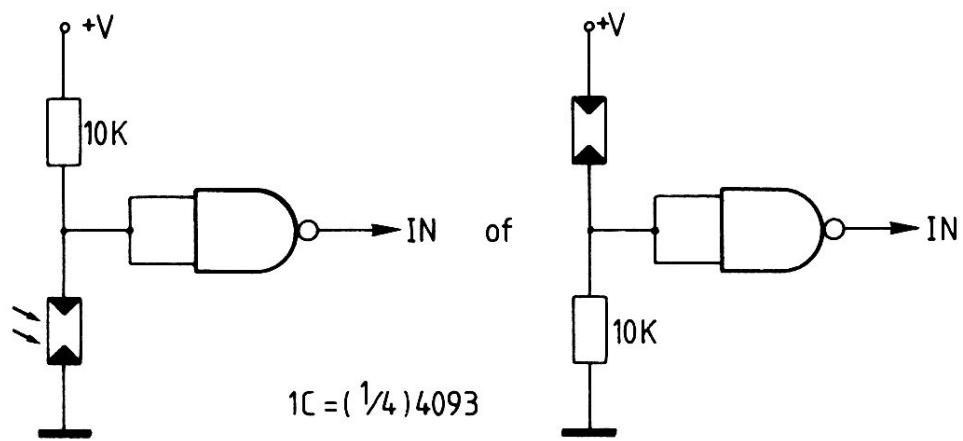 +V
10K
IN
of
+V
IN
10K
1C=(1/4)4093